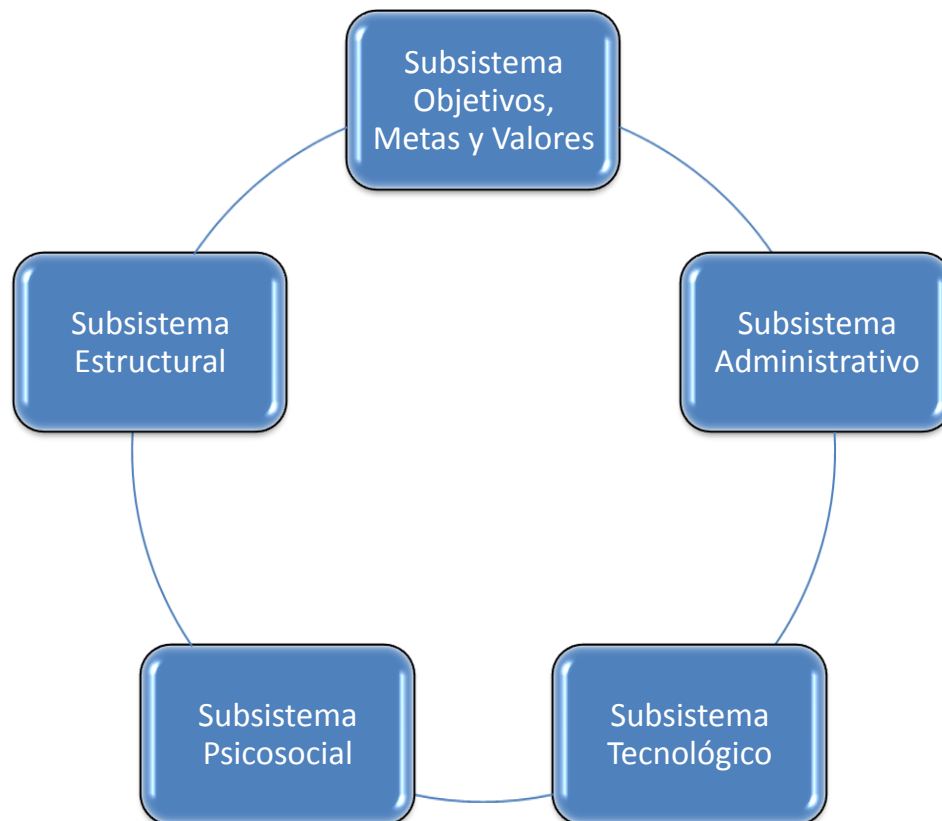 Subsistema
Objetivos,
Metas y Valores
Subsistema
Administrativo
Subsistema
Tecnológico
Subsistema
Psicosocial
Subsistema
Estructural